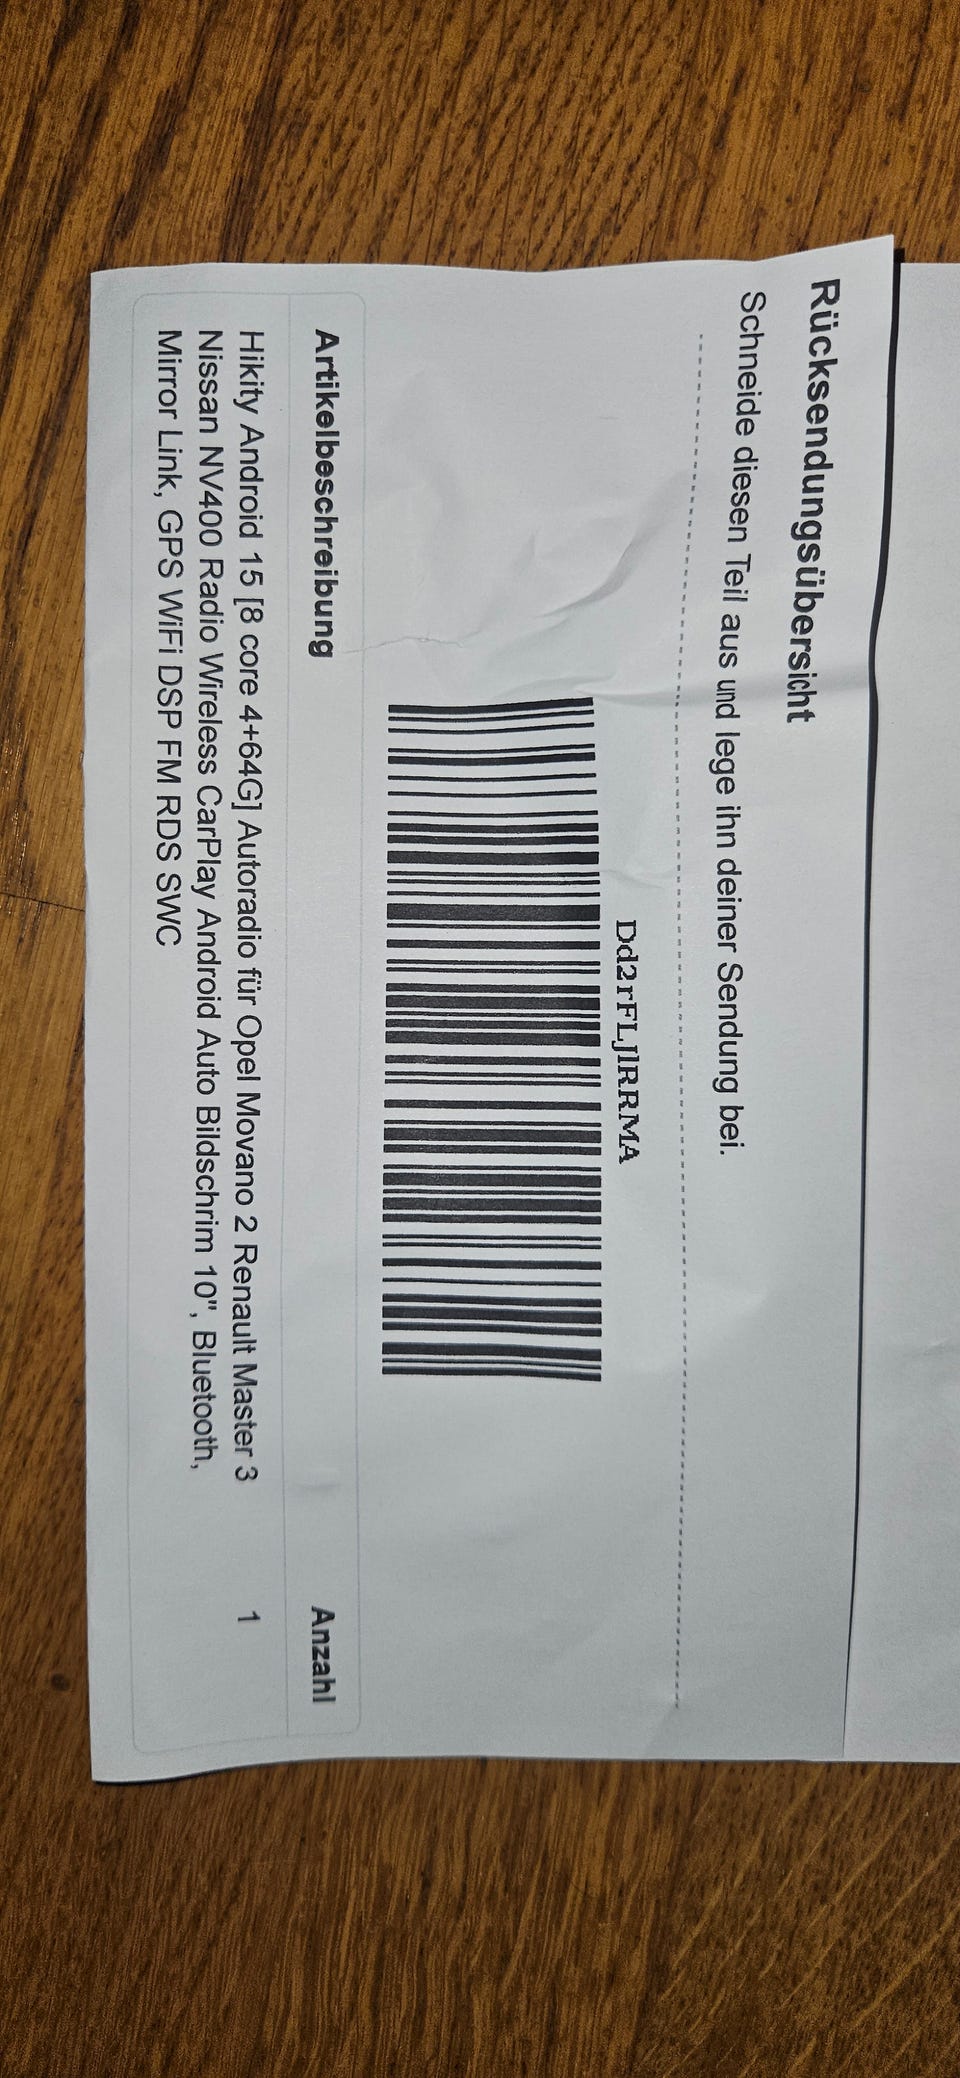 Rücksendungsübersicht
Schneide diesen Teil aus und lege ihn deiner Sendung bei.
Dd2rFLJlRRMA
Artikelbeschreibung Anzahl
Hikity Android 15 [8 core 4+64G] Autoradio für Opel Movano 2 Renault Master 3 1
Nissan NV400 Radio Wireless CarPlay Android Auto Bildschrim 10", Bluetooth,
Mirror Link, GPS WiFi DSP FM RDS SWC